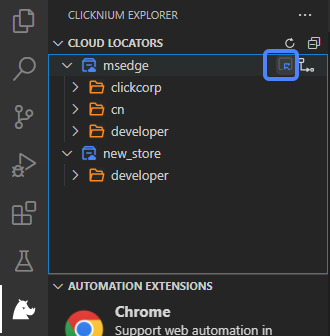 CLICKNIUM EXPLORER
CLOUD LOCATORS
msedge
clickcorp
cn
developer
new_store
developer
AUTOMATION EXTENSIONS
Chrome
Support web automation in